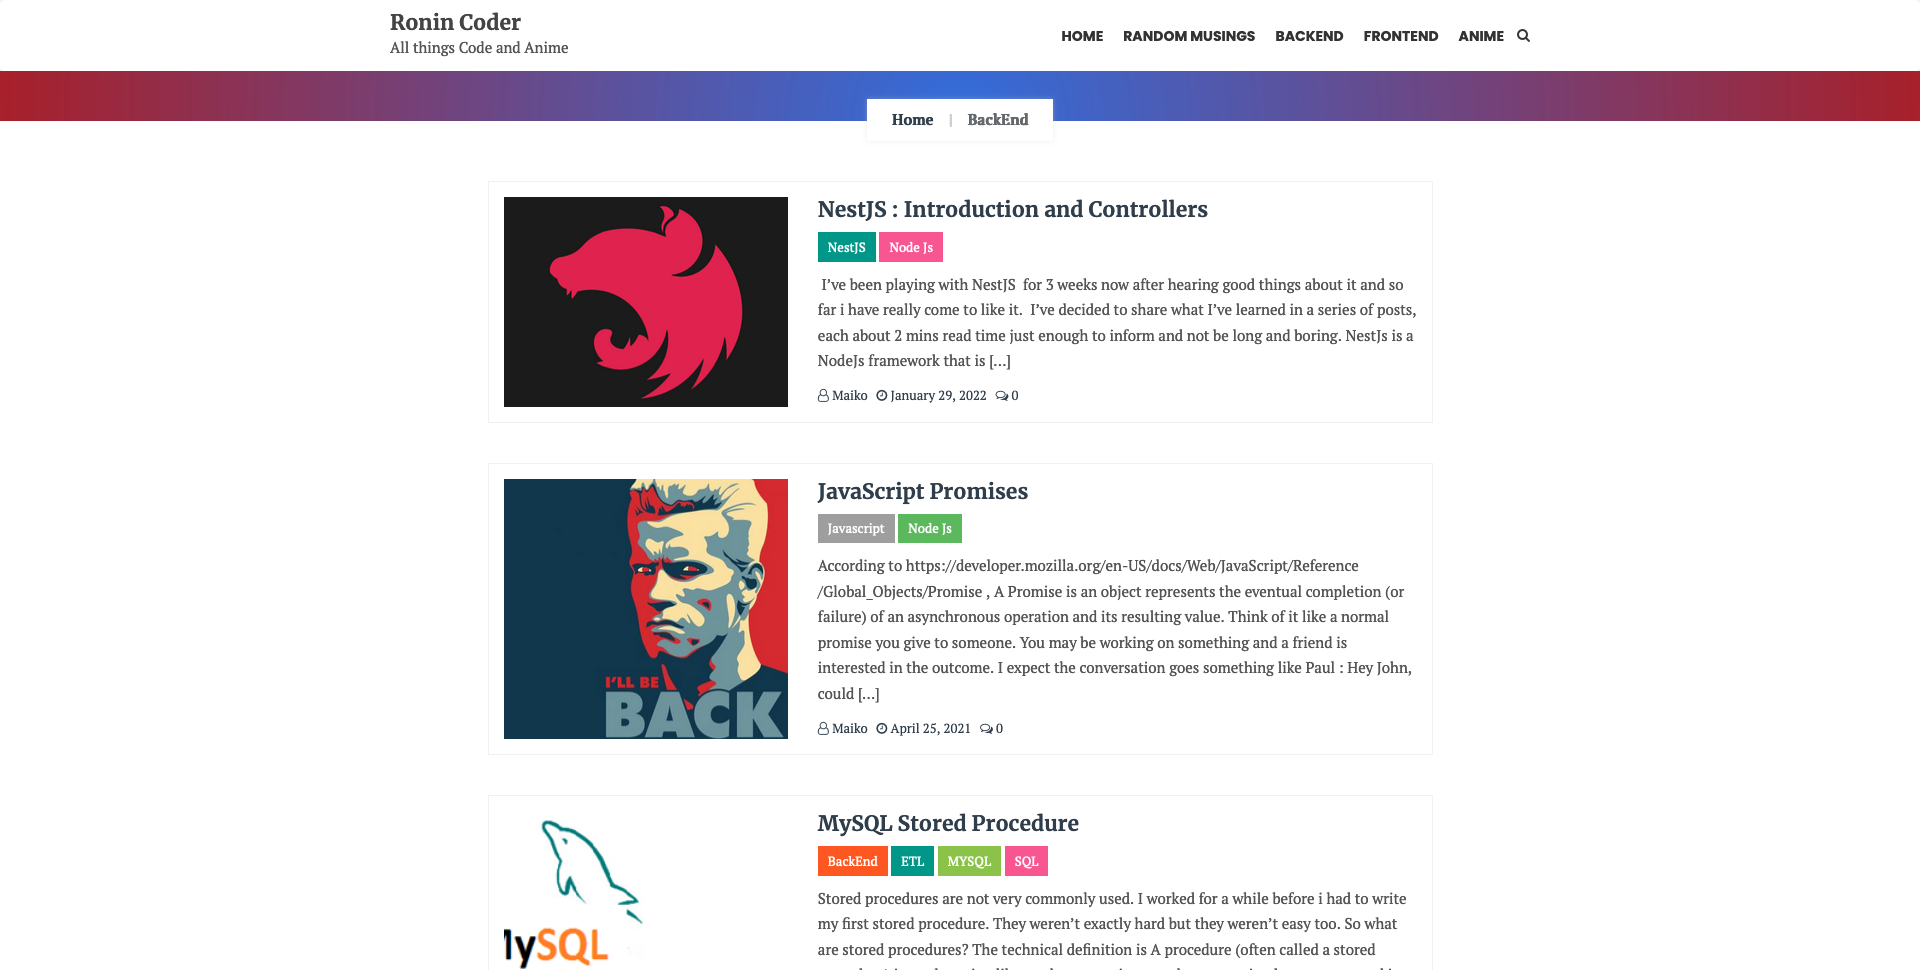 Ronin Coder
All things Code and Anime
HOME RANDOM MUSINGS BACKEND FRONTEND ANIME
Home | BackEnd
NestJS : Introduction and Controllers
NestJS Node Js
I’ve been playing with NestJS for 3 weeks now after hearing good things about it and so
far i have really come to like it. I’ve decided to share what I’ve learned in a series of posts,
each about 2 mins read time just enough to inform and not be long and boring. NestJs is a
NodeJs framework that is [...]
Maiko January 29, 2022 0
I'LL BE
BACK
JavaScript Promises
Javascript Node Js
According to https://developer.mozilla.org/en-US/docs/Web/JavaScript/Reference
/Global_Objects/Promise , A Promise is an object represents the eventual completion (or
failure) of an asynchronous operation and its resulting value. Think of it like a normal
promise you give to someone. You may be working on something and a friend is
interested in the outcome. I expect the conversation goes something like Paul : Hey John,
could [...]
Maiko April 25, 2021 0
MySQL
MySQL Stored Procedure
BackEnd ETL MYSQL SQL
Stored procedures are not very commonly used. I worked for a while before i had to write
my first stored procedure. They weren’t exactly hard but they weren’t easy too. So what
are stored procedures? The technical definition is A procedure (often called a stored